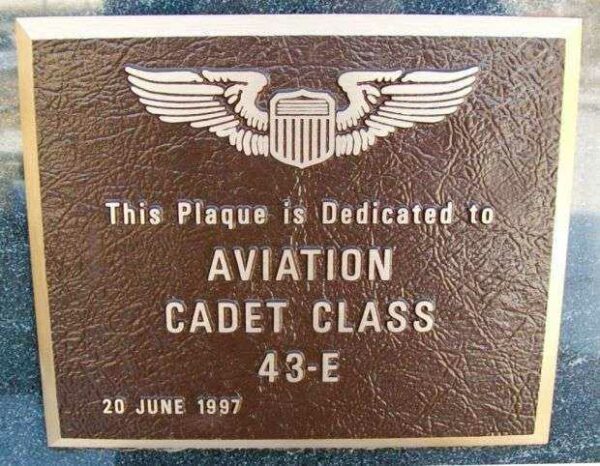 This Plaque is Dedicated to
AVIATION
CADET CLASS
43-E
20 JUNE 1997